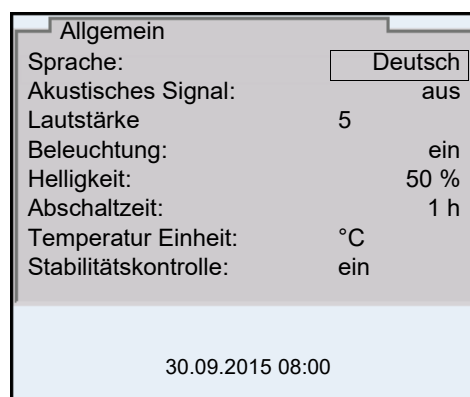 Allgemein
Sprache: Deutsch
Akustisches Signal: aus
Lautstärke 5
Beleuchtung: ein
Helligkeit: 50 %
Abschaltzeit: 1 h
Temperatur Einheit: °C
Stabilitätskontrolle: ein
30.09.2015 08:00